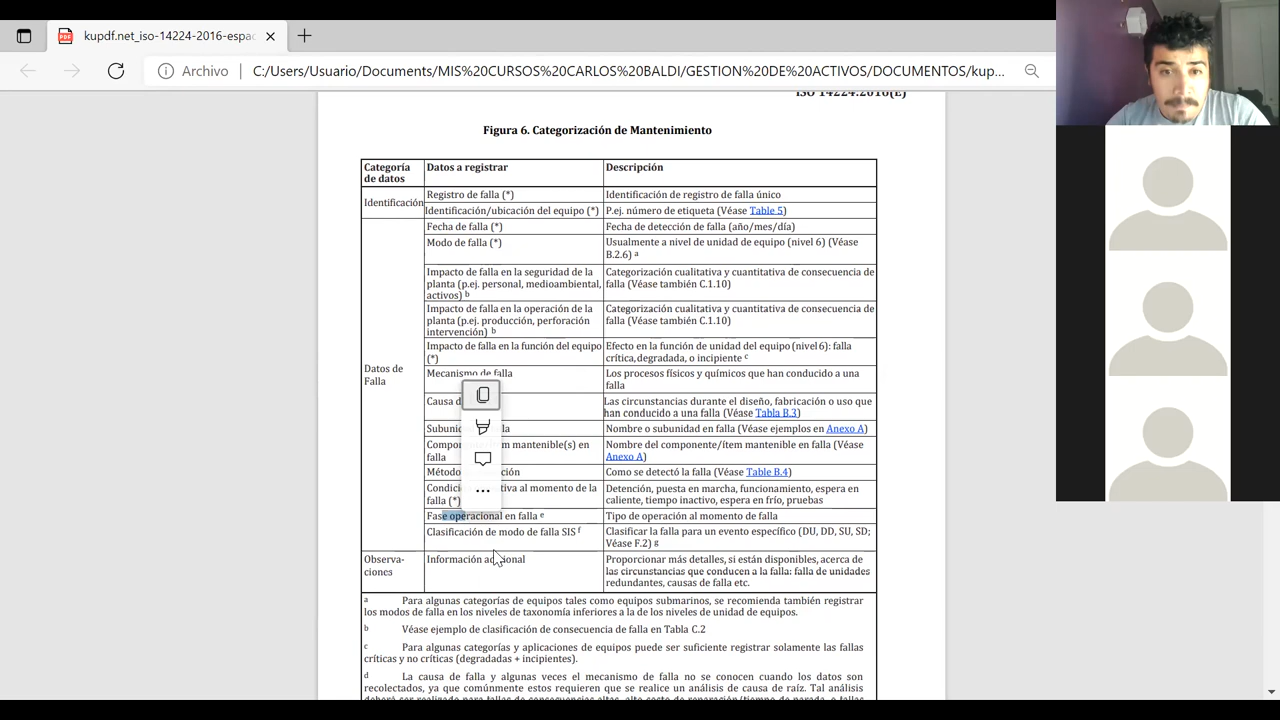 kupdf.net_iso-14224-2016-espac
Archivo C:/Users/Usuario/Documents/MIS%20CURSOS%20CARLOS%20BALDI/GESTION%20DE%20ACTIVOS/DOCUMENTOS/kup...
ISO 14224:2016(E)
Figura 6. Categorización de Mantenimiento
Categoría de datos
Datos a registrar
Descripción
Identificación
Registro de falla (*)
Identificación de registro de falla único
Identificación/ubicación del equipo (*)
P.ej. número de etiqueta (Véase Table 5)
Datos de
Falla
Fecha de falla (*)
Fecha de detección de falla (año/mes/día)
Modo de falla (*)
Usualmente a nivel de unidad de equipo (nivel 6) (Véase
B.2.6) a
Impacto de falla en la seguridad de la
planta (p.ej. personal, medioambiental,
activos) b
Categorización cualitativa y cuantitativa de consecuencia de
falla (Véase también C.1.10)
Impacto de falla en la operación de la
planta (p.ej. producción, perforación
intervención) b
Categorización cualitativa y cuantitativa de consecuencia de
falla (Véase también C.1.10)
Impacto de falla en la función del equipo
(*)
Efecto en la función de unidad del equipo (nivel 6): falla
crítica, degradada, o incipiente c
Mecanismo de falla
Los procesos físicos y químicos que han conducido a una
falla
Causa d
Las circunstancias durante el diseño, fabricación o uso que
han conducido a una falla (Véase Tabla B.3)
Subuni
Nombre o subunidad en falla (Véase ejemplos en Anexo A)
Compon mantenible(s) en
falla
Nombre del componente/ítem mantenible en falla (Véase
Anexo A)
Método
Como se detectó la falla (Véase Table B.4)
Condici al momento de la
falla (*)
Detención, puesta en marcha, funcionamiento, espera en
caliente, tiempo inactivo, espera en frío, pruebas
Fase operacional en falla e
Tipo de operación al momento de falla
Clasificación de modo de falla SIS f
Clasificar la falla para un evento específico (DU, DD, SU, SD;
Véase F.2) g
Observa-
ciones
Información adicional
Proporcionar más detalles, si están disponibles, acerca de
las circunstancias que conducen a la falla: falla de unidades
redundantes, causas de falla etc.
a Para algunas categorías de equipos tales como equipos submarinos, se recomienda también registrar
los modos de falla en los niveles de taxonomía inferiores a la de los niveles de unidad de equipos.
b Véase ejemplo de clasificación de consecuencia de falla en Tabla C.2
c Para algunas categorías y aplicaciones de equipos puede ser suficiente registrar solamente las fallas
críticas y no críticas (degradadas + incipientes).
d La causa de falla y algunas veces el mecanismo de falla no se conocen cuando los datos son
recolectados, ya que comúnmente estos requieren que se realice un análisis de causa de raíz. Tal análisis